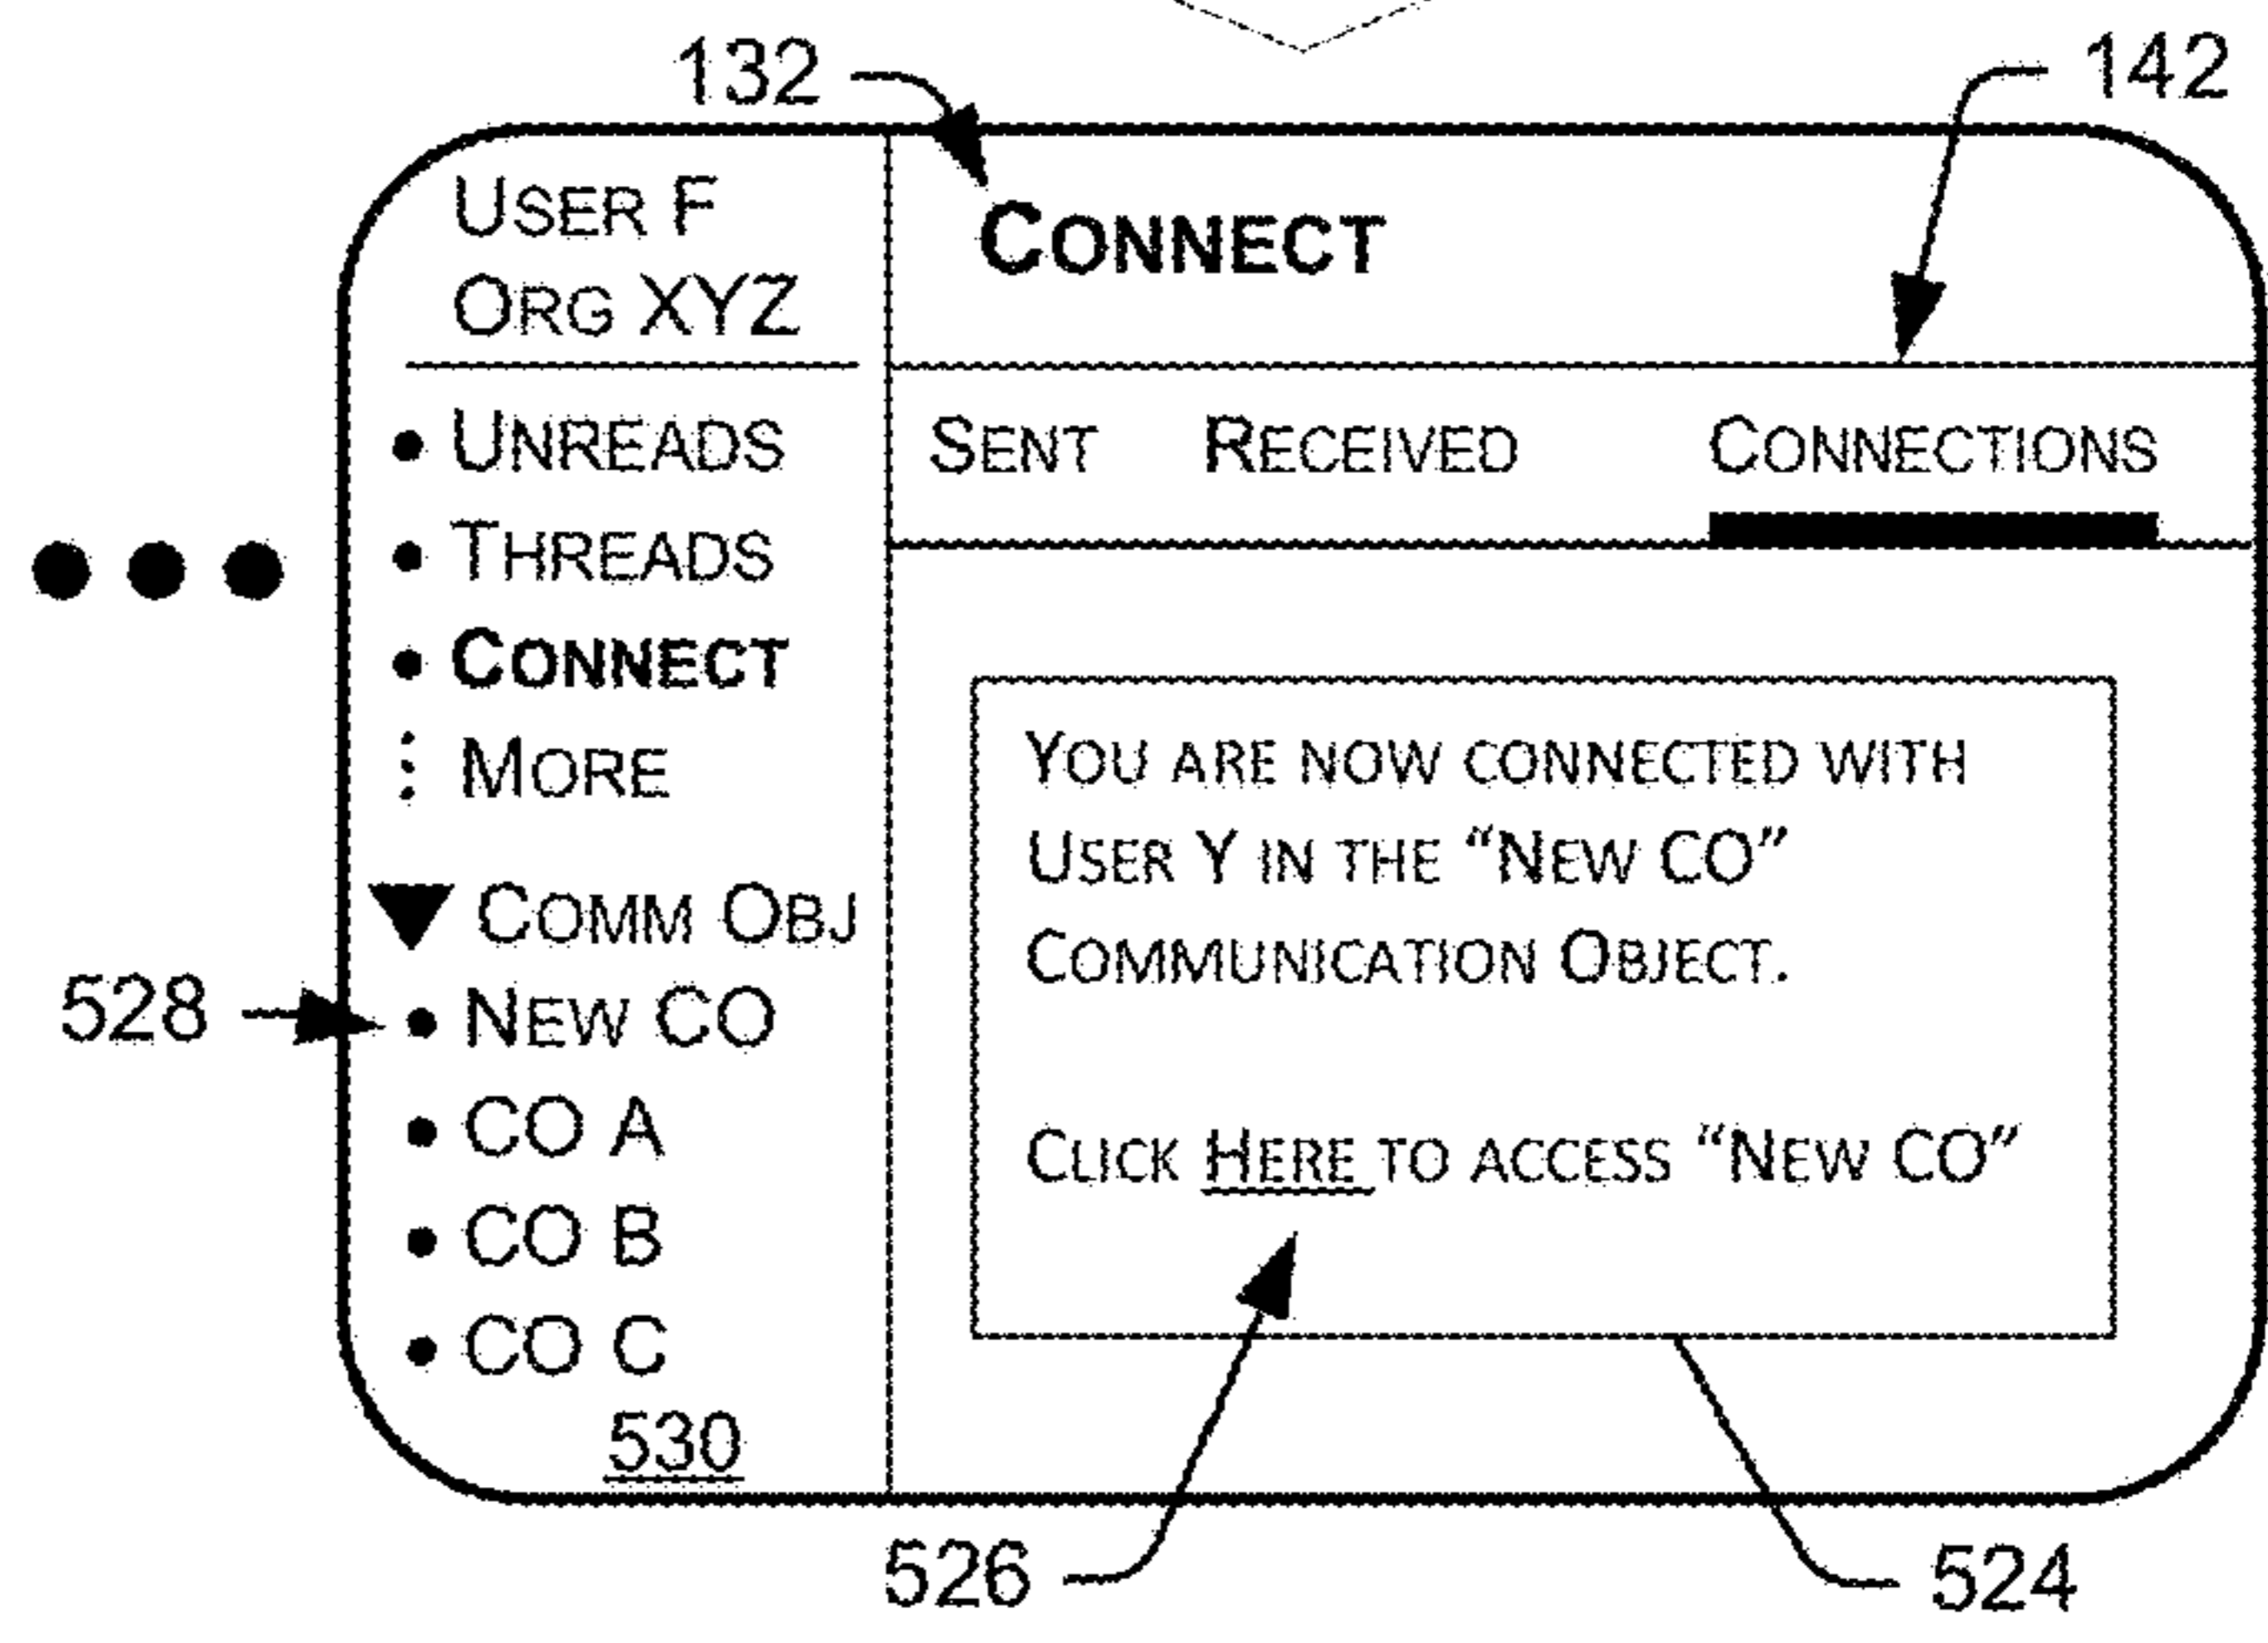 132
142
USER F
ORG XYZ
CONNECT
• UNREADS
• THREADS
• CONNECT
⋮ MORE
▼ COMM OBJ
• NEW CO
• CO A
• CO B
• CO C
530
528
SENT RECEIVED CONNECTIONS
YOU ARE NOW CONNECTED WITH
USER Y IN THE “NEW CO”
COMMUNICATION OBJECT.
CLICK HERE TO ACCESS “NEW CO”
526
524